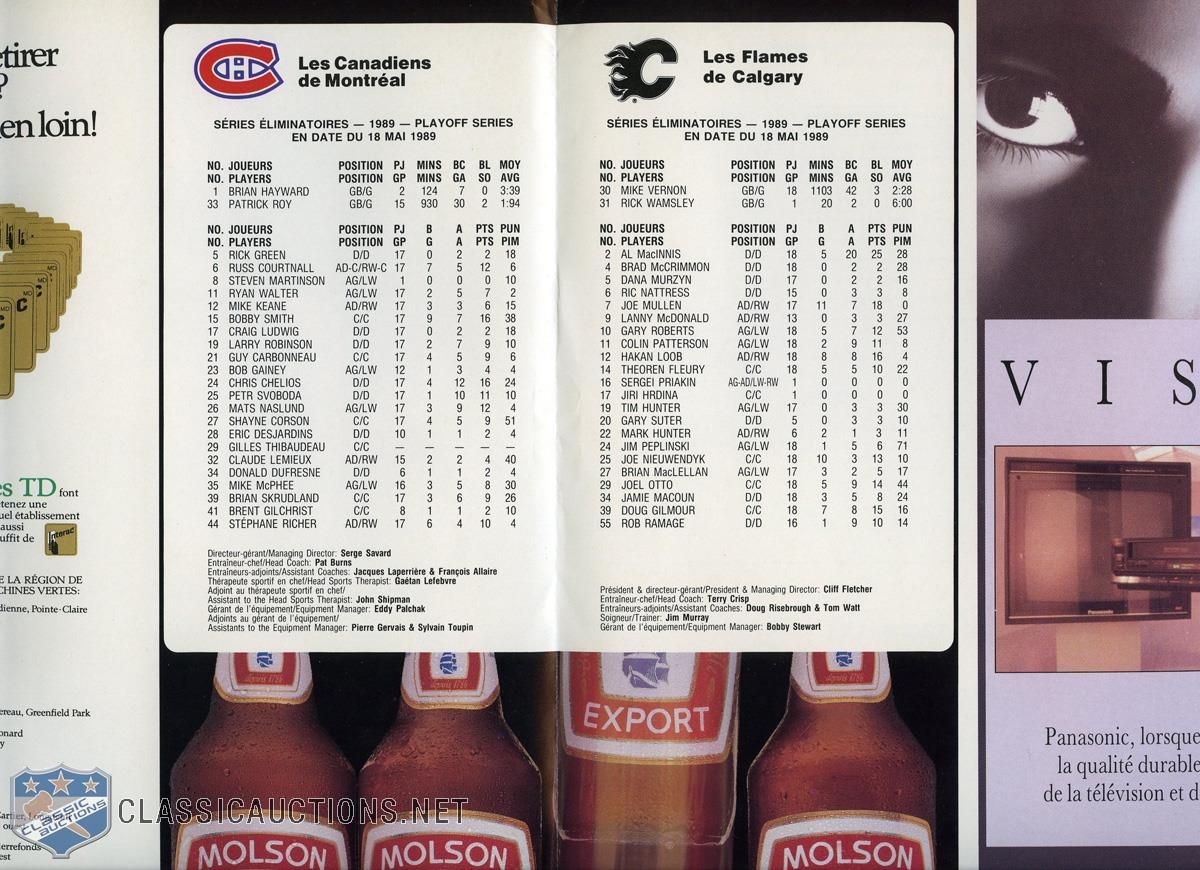 etirer
?
en loin!
MD
MD
MD
C
C
es TD font
etenez une
uel établissement
aussi
uffit de
Interac
E LA RÉGION DE
CHINES VERTES:
dienne, Pointe-Claire
ereau, Greenfield Park
onard
y
errefonds
est
Les Canadiens
de Montréal
SÉRIES ÉLIMINATOIRES — 1989 — PLAYOFF SERIES
EN DATE DU 18 MAI 1989
NO. JOUEURS POSITION PJ MINS BC BL MOY
NO. PLAYERS POSITION GP MINS GA SO AVG
1 BRIAN HAYWARD GB/G 2 124 7 0 3:39
33 PATRICK ROY GB/G 15 930 30 2 1:94
NO. JOUEURS POSITION PJ B A PTS PUN
NO. PLAYERS POSITION GP G A PTS PIM
5 RICK GREEN D/D 17 0 2 2 18
6 RUSS COURTNALL AD-C/RW-C 17 7 5 12 6
8 STEVEN MARTINSON AG/LW 1 0 0 0 10
11 RYAN WALTER AG/LW 17 2 5 7 2
12 MIKE KEANE AD/RW 17 3 3 6 15
15 BOBBY SMITH C/C 17 9 7 16 38
17 CRAIG LUDWIG D/D 17 0 2 2 18
19 LARRY ROBINSON D/D 17 2 7 9 10
21 GUY CARBONNEAU C/C 17 4 5 9 6
23 BOB GAINEY AG/LW 12 1 3 4 4
24 CHRIS CHELIOS D/D 17 4 12 16 24
25 PETR SVOBODA D/D 17 1 10 11 10
26 MATS NASLUND AG/LW 17 3 9 12 4
27 SHAYNE CORSON C/C 17 4 5 9 51
28 ERIC DESJARDINS D/D 10 1 1 2 4
29 GILLES THIBAUDEAU C/C — — — — —
32 CLAUDE LEMIEUX AD/RW 15 2 2 4 40
34 DONALD DUFRESNE D/D 6 1 1 2 4
35 MIKE McPHEE AG/LW 16 3 5 8 30
39 BRIAN SKRUDLAND C/C 17 3 6 9 26
41 BRENT GILCHRIST C/C 8 1 1 2 10
44 STÉPHANE RICHER AD/RW 17 6 4 10 4
Directeur-gérant/Managing Director: Serge Savard
Entraîneur-chef/Head Coach: Pat Burns
Entraîneurs-adjoints/Assistant Coaches: Jacques Laperrière & François Allaire
Thérapeute sportif en chef/Head Sports Therapist: Gaétan Lefebvre
Adjoint au thérapeute sportif en chef/
Assistant to the Head Sports Therapist: John Shipman
Gérant de l'équipement/Equipment Manager: Eddy Palchak
Adjoints au gérant de l'équipement/
Assistants to the Equipment Manager: Pierre Gervais & Sylvain Toupin
Les Flames
de Calgary
SÉRIES ÉLIMINATOIRES — 1989 — PLAYOFF SERIES
EN DATE DU 18 MAI 1989
NO. JOUEURS POSITION PJ MINS BC BL MOY
NO. PLAYERS POSITION GP MINS GA SO AVG
30 MIKE VERNON GB/G 18 1103 42 3 2:28
31 RICK WAMSLEY GB/G 1 20 2 0 6:00
NO. JOUEURS POSITION PJ B A PTS PUN
NO. PLAYERS POSITION GP G A PTS PIM
2 AL MacINNIS D/D 18 5 20 25 28
4 BRAD McCRIMMON D/D 18 0 2 2 28
5 DANA MURZYN D/D 17 0 2 2 16
6 RIC NATTRESS D/D 15 0 3 3 8
7 JOE MULLEN AD/RW 17 11 7 18 0
9 LANNY McDONALD AD/RW 13 0 3 3 27
10 GARY ROBERTS AG/LW 18 5 7 12 53
11 COLIN PATTERSON AG/LW 18 2 9 11 8
12 HAKAN LOOB AD/RW 18 8 8 16 4
14 THEOREN FLEURY C/C 18 5 5 10 22
16 SERGEI PRIAKIN AG-AD/LW-RW 1 0 0 0 0
17 JIRI HRDINA C/C 1 0 0 0 0
19 TIM HUNTER AG/LW 17 0 3 3 30
20 GARY SUTER D/D 5 0 3 3 10
22 MARK HUNTER AD/RW 6 2 1 3 11
24 JIM PEPLINSKI AG/LW 18 1 5 6 71
25 JOE NIEUWENDYK C/C 18 10 3 13 10
27 BRIAN MacLELLAN AG/LW 17 3 2 5 17
29 JOEL OTTO C/C 18 5 9 14 44
34 JAMIE MACOUN D/D 18 3 5 8 24
39 DOUG GILMOUR C/C 18 7 8 15 16
55 ROB RAMAGE D/D 16 1 9 10 14
Président & directeur-gérant/President & Managing Director: Cliff Fletcher
Entraîneur-chef/Head Coach: Terry Crisp
Entraîneurs-adjoints/Assistant Coaches: Doug Risebrough & Tom Watt
Soigneur/Trainer: Jim Murray
Gérant de l'équipement/Equipment Manager: Bobby Stewart
depuis 1786
depuis 1786
depuis 1786
EXPORT
MOLSON
MOLSON
MOLSON
V I S
Panasonic
Panasonic, lorsque
la qualité durable
de la télévision et d
CLASSIC
AUCTIONS
CLASSICAUCTIONS.NET